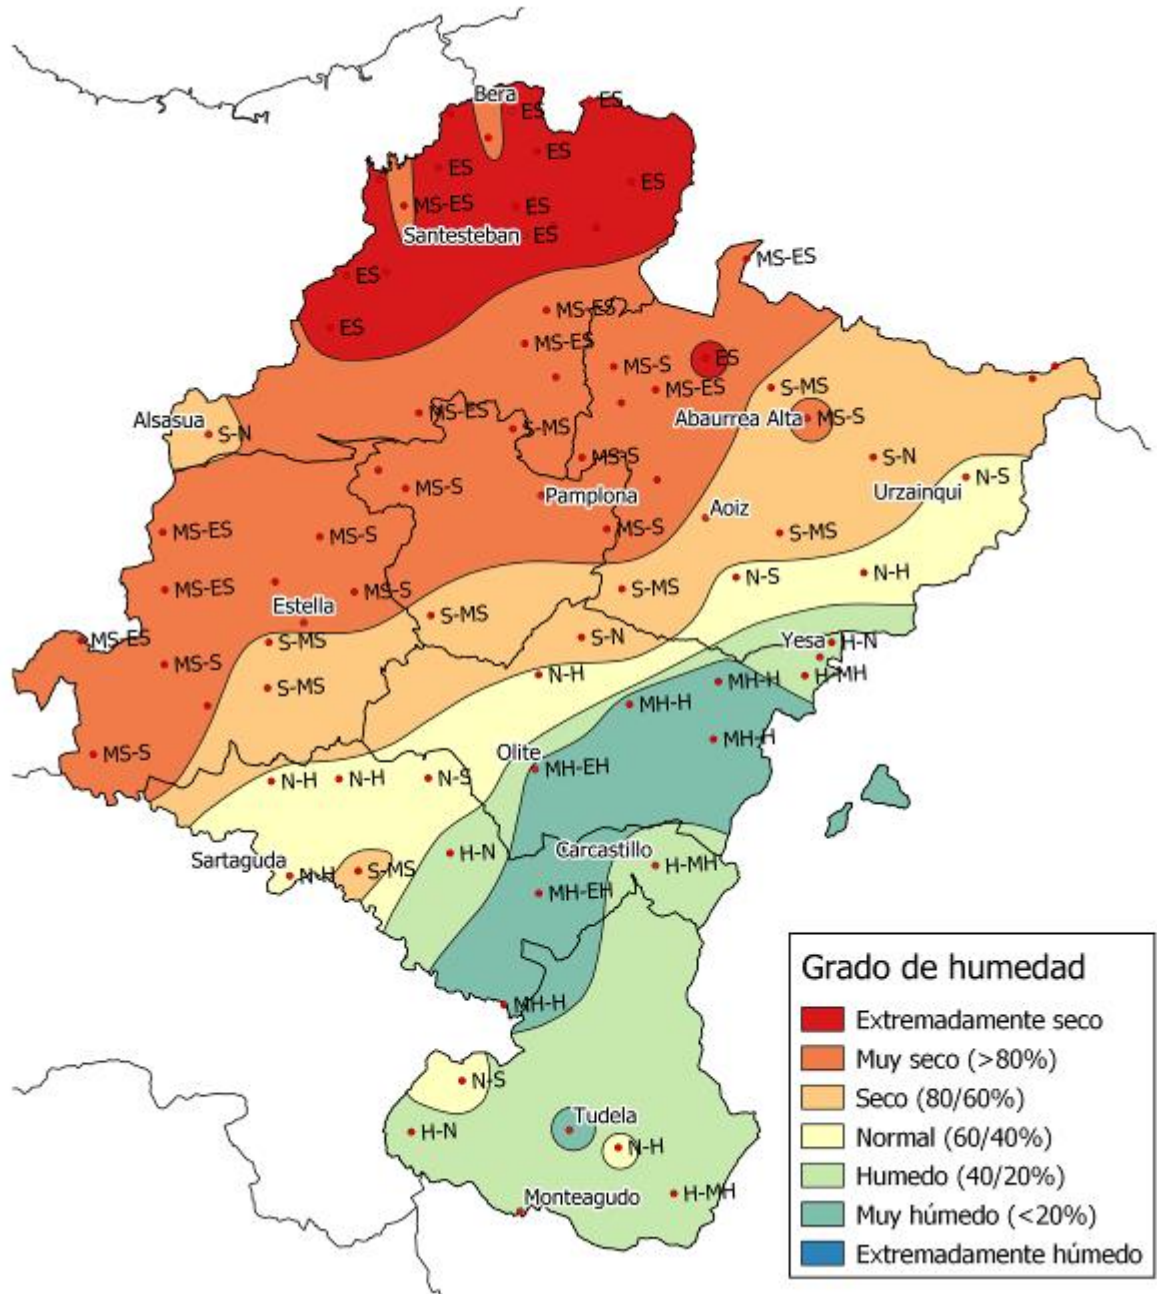 Bera
ES
ES
ES
ES
ES
MS-ES
ES
Santesteban
ES
MS-ES
ES
MS-ES
ES
MS-ES
ES
MS-S
MS-ES
S-MS
Alsasua
MS-ES
Abaurrea Alta
MS-S
S-N
S-MS
MS-S
S-N
N-S
MS-S
Pamplona
Urzainqui
Aoiz
MS-ES
MS-S
MS-S
S-MS
N-S
N-H
MS-ES
MS-S
S-MS
Estella
S-MS
MS-ES
S-MS
S-N
Yesa
H-N
MS-S
N-H
H-MH
S-MS
MH-H
MH-H
MS-S
Olite
MH-H
MH-EH
N-H
N-H
N-S
Sartaguda
N-H
S-MS
H-N
Carcastillo
H-MH
MH-EH
MH-H
N-S
Tudela
H-N
N-H
Monteagudo
H-MH
Grado de humedad
Extremadamente seco
Muy seco (>80%)
Seco (80/60%)
Normal (60/40%)
Humedo (40/20%)
Muy húmedo (<20%)
Extremadamente húmedo